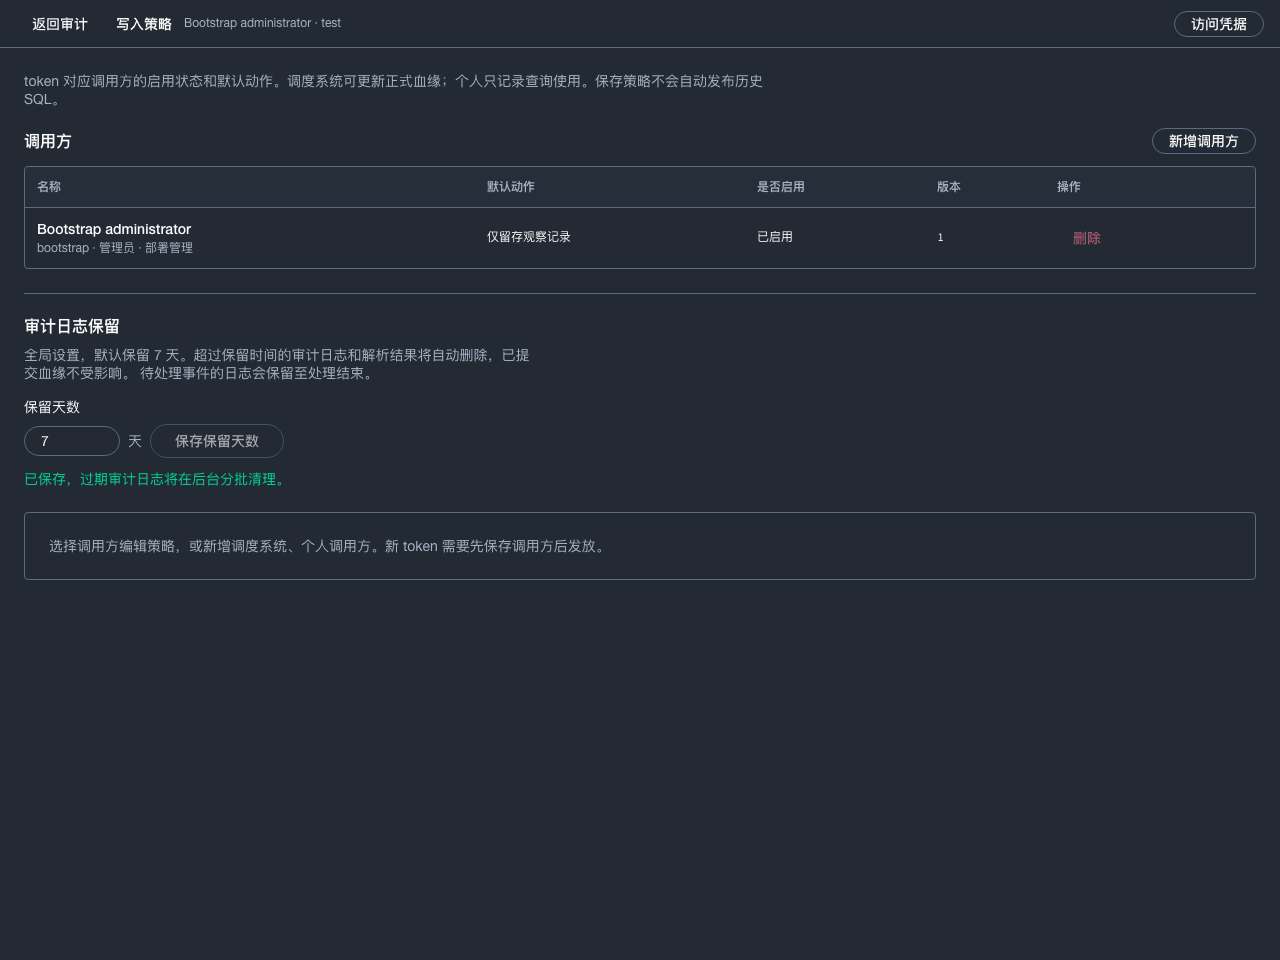 返回审计 写入策略 Bootstrap administrator · test 访问凭据
token 对应调用方的启用状态和默认动作。调度系统可更新正式血缘；个人只记录查询使用。保存策略不会自动发布历史
SQL。
调用方 新增调用方
名称 默认动作 是否启用 版本 操作
Bootstrap administrator
bootstrap · 管理员 · 部署管理
仅留存观察记录 已启用 1 删除
审计日志保留
全局设置，默认保留 7 天。超过保留时间的审计日志和解析结果将自动删除，已提
交血缘不受影响。 待处理事件的日志会保留至处理结束。
保留天数
7 天 保存保留天数
已保存，过期审计日志将在后台分批清理。
选择调用方编辑策略，或新增调度系统、个人调用方。新 token 需要先保存调用方后发放。